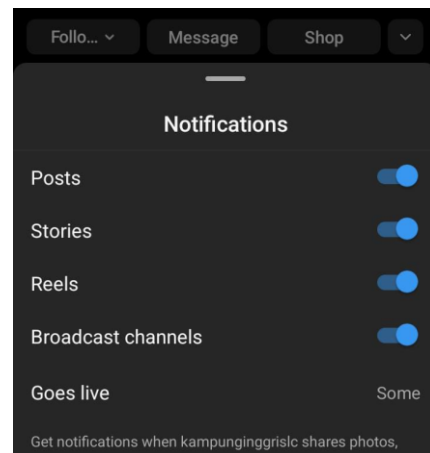 Follo...
Message
Shop
Notifications
Posts
Stories
Reels
Broadcast channels
Goes live
Some
Get notifications when kampunginggrislc shares photos,